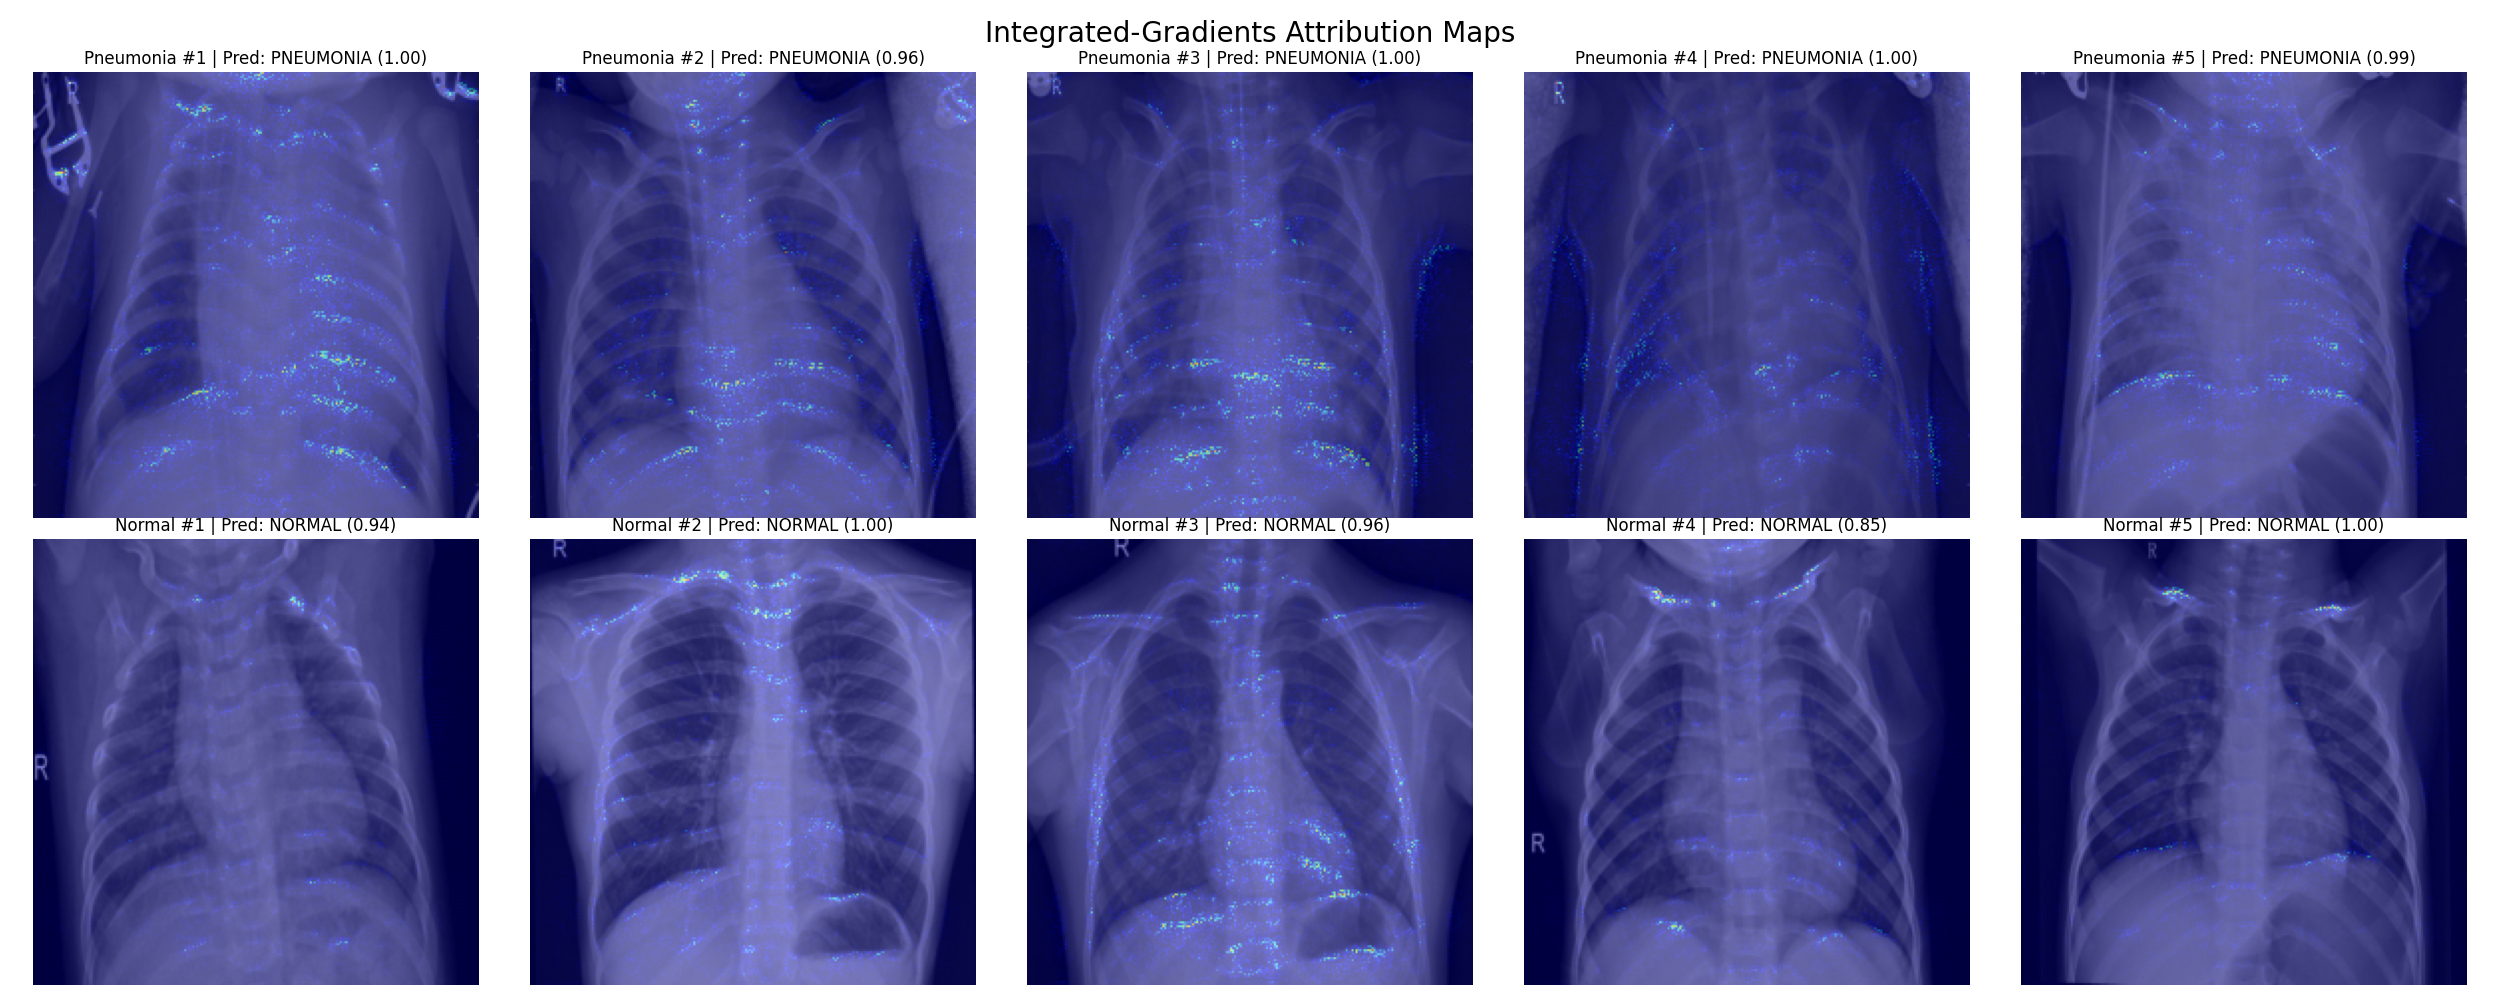 Integrated-Gradients Attribution Maps
Pneumonia #1 | Pred: PNEUMONIA (1.00)
Pneumonia #2 | Pred: PNEUMONIA (0.96)
Pneumonia #3 | Pred: PNEUMONIA (1.00)
Pneumonia #4 | Pred: PNEUMONIA (1.00)
Pneumonia #5 | Pred: PNEUMONIA (0.99)
R
R
R
R
Normal #1 | Pred: NORMAL (0.94)
Normal #2 | Pred: NORMAL (1.00)
Normal #3 | Pred: NORMAL (0.96)
Normal #4 | Pred: NORMAL (0.85)
Normal #5 | Pred: NORMAL (1.00)
R
R
R
R
R